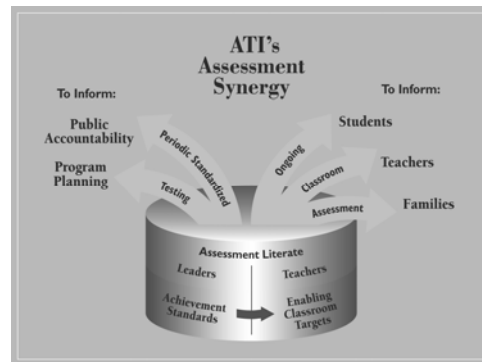 ATI's
Assessment
Synergy
To Inform:
Public
Accountability
Program
Planning
To Inform:
Students
Teachers
Families
Periodic Standardized
Testing
Ongoing
Classroom
Assessment
Assessment Literate
Leaders
Teachers
Achievement
Standards
Enabling
Classroom
Targets